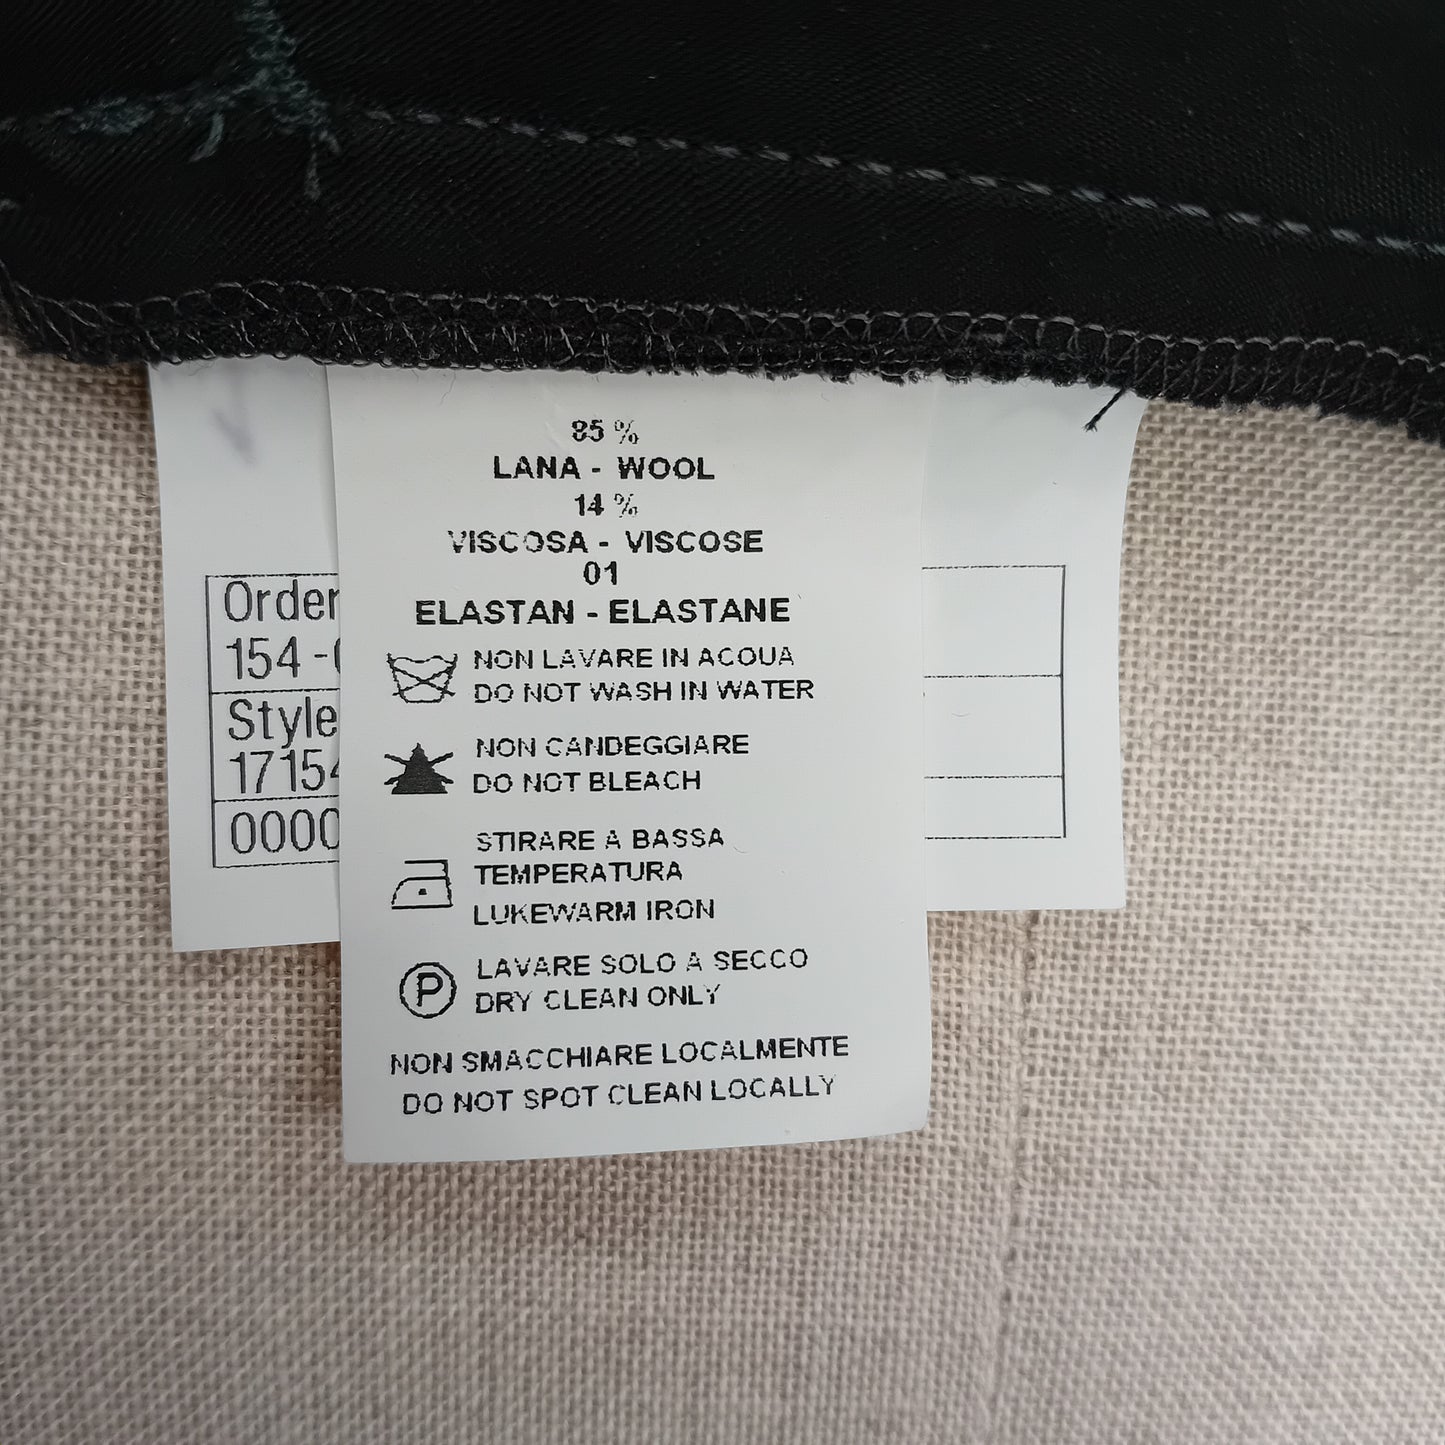 85 %
LANA - WOOL
14 %
VISCOSA - VISCOSE
01
ELASTAN - ELASTANE
NON LAVARE IN ACQUA
DO NOT WASH IN WATER
NON CANDEGGIARE
DO NOT BLEACH
STIRARE A BASSA
TEMPERATURA
LUKEWARM IRON
P
LAVARE SOLO A SECCO
DRY CLEAN ONLY
NON SMACCHIARE LOCALMENTE
DO NOT SPOT CLEAN LOCALLY
Order
154-
Style
17154
0000